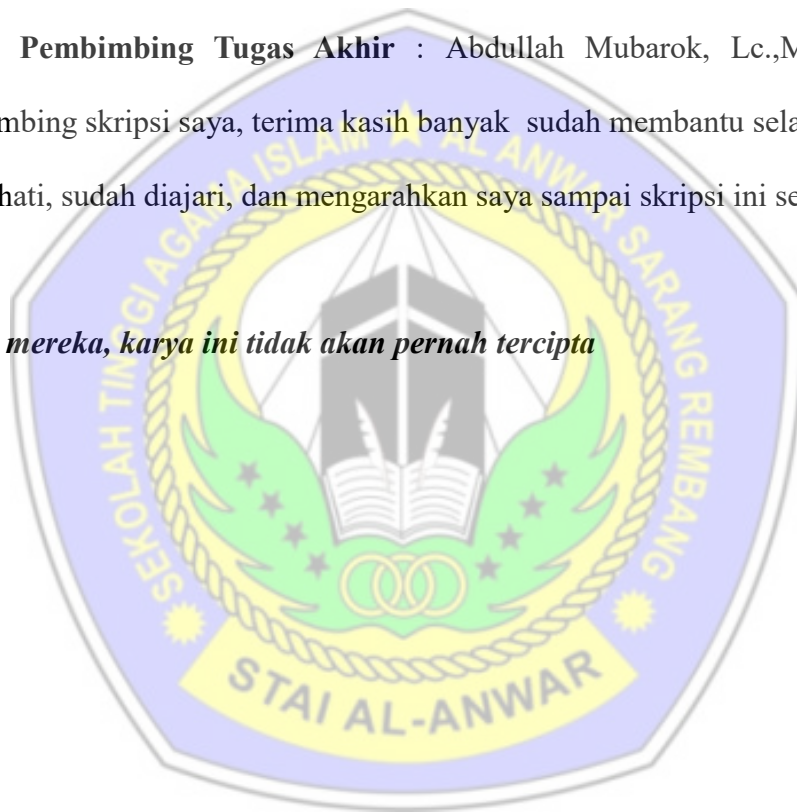 Pembimbing Tugas Akhir : Abdullah Mubarok, Lc.,M
mbing skripsi saya, terima kasih banyak sudah membantu sela
hati, sudah diajari, dan mengarahkan saya sampai skripsi ini se
mereka, karya ini tidak akan pernah tercipta
SEKOLAH TINGGI AGAMA ISLAM ★ AL ANWAR SARANG REMBANG
STAI AL-ANWAR